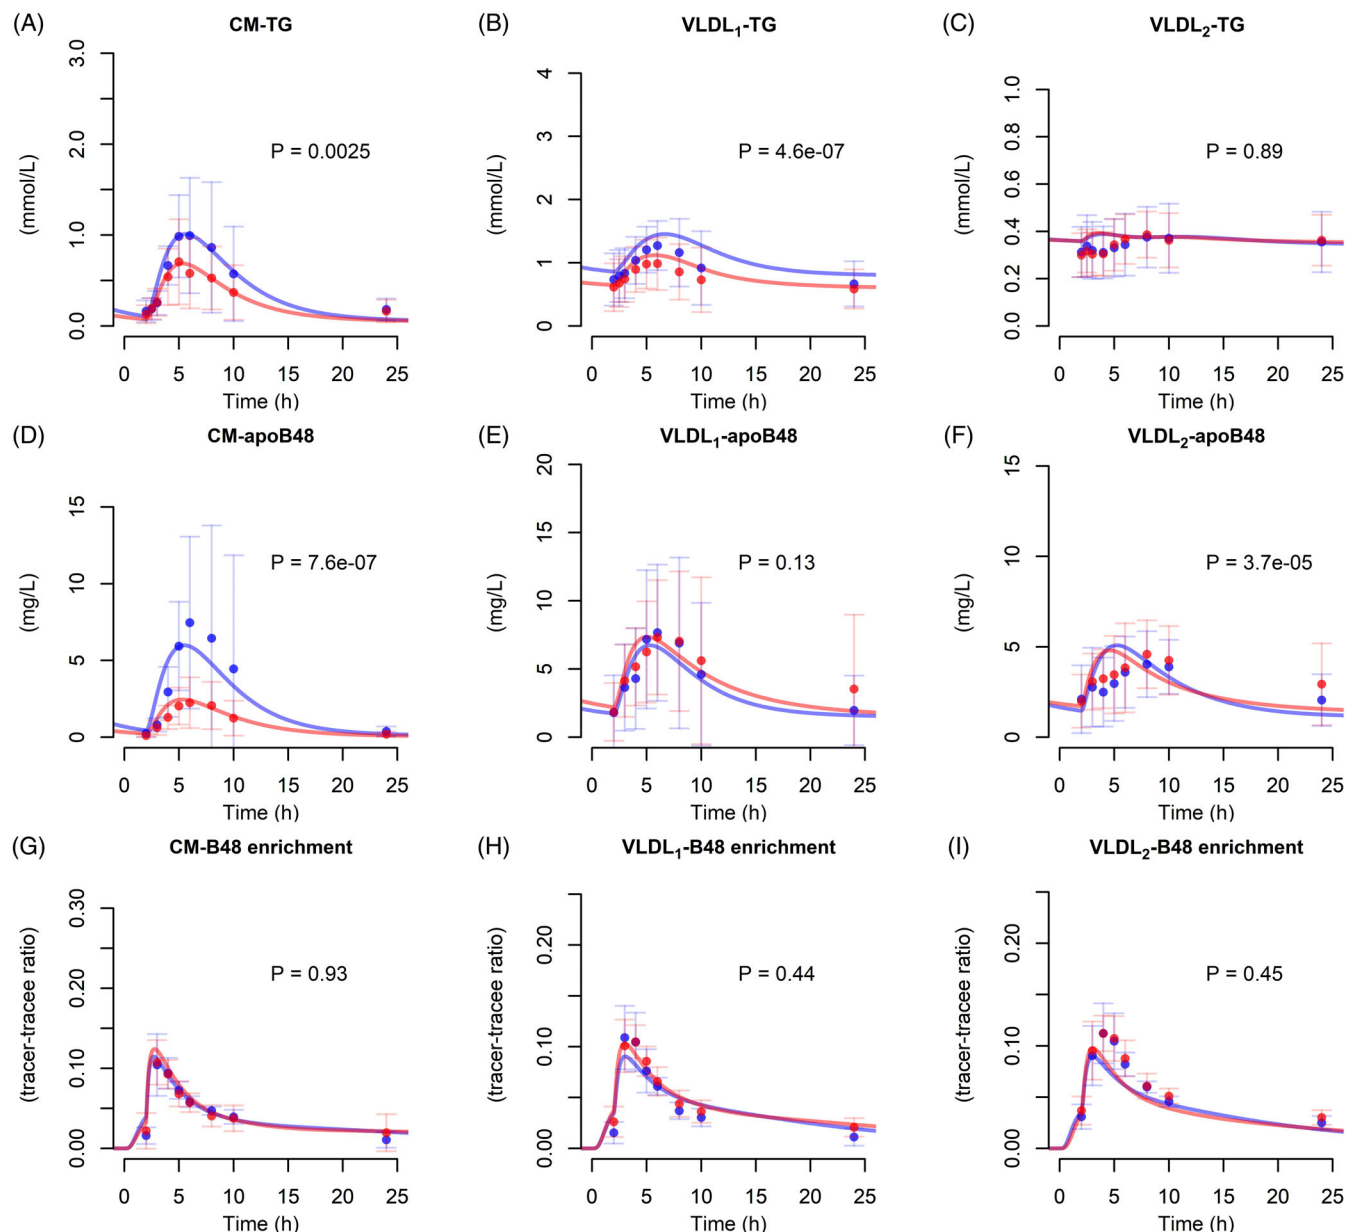 (A) CM-TG
3.0
2.0
1.0
0.0
(mmol/L)
P = 0.0025
0 5 10 15 20 25
Time (h)
(B) VLDL₁-TG
4
3
2
1
0
(mmol/L)
P = 4.6e-07
0 5 10 15 20 25
Time (h)
(C) VLDL₂-TG
1.0
0.8
0.6
0.4
0.2
0.0
(mmol/L)
P = 0.89
0 5 10 15 20 25
Time (h)
(D) CM-apoB48
15
10
5
0
(mg/L)
P = 7.6e-07
0 5 10 15 20 25
Time (h)
(E) VLDL₁-apoB48
20
15
10
5
0
(mg/L)
P = 0.13
0 5 10 15 20 25
Time (h)
(F) VLDL₂-apoB48
15
10
5
0
(mg/L)
P = 3.7e-05
0 5 10 15 20 25
Time (h)
(G) CM-B48 enrichment
0.30
0.20
0.10
0.00
(tracer-tracee ratio)
P = 0.93
0 5 10 15 20 25
Time (h)
(H) VLDL₁-B48 enrichment
0.20
0.10
0.00
(tracer-tracee ratio)
P = 0.44
0 5 10 15 20 25
Time (h)
(I) VLDL₂-B48 enrichment
0.20
0.10
0.00
(tracer-tracee ratio)
P = 0.45
0 5 10 15 20 25
Time (h)